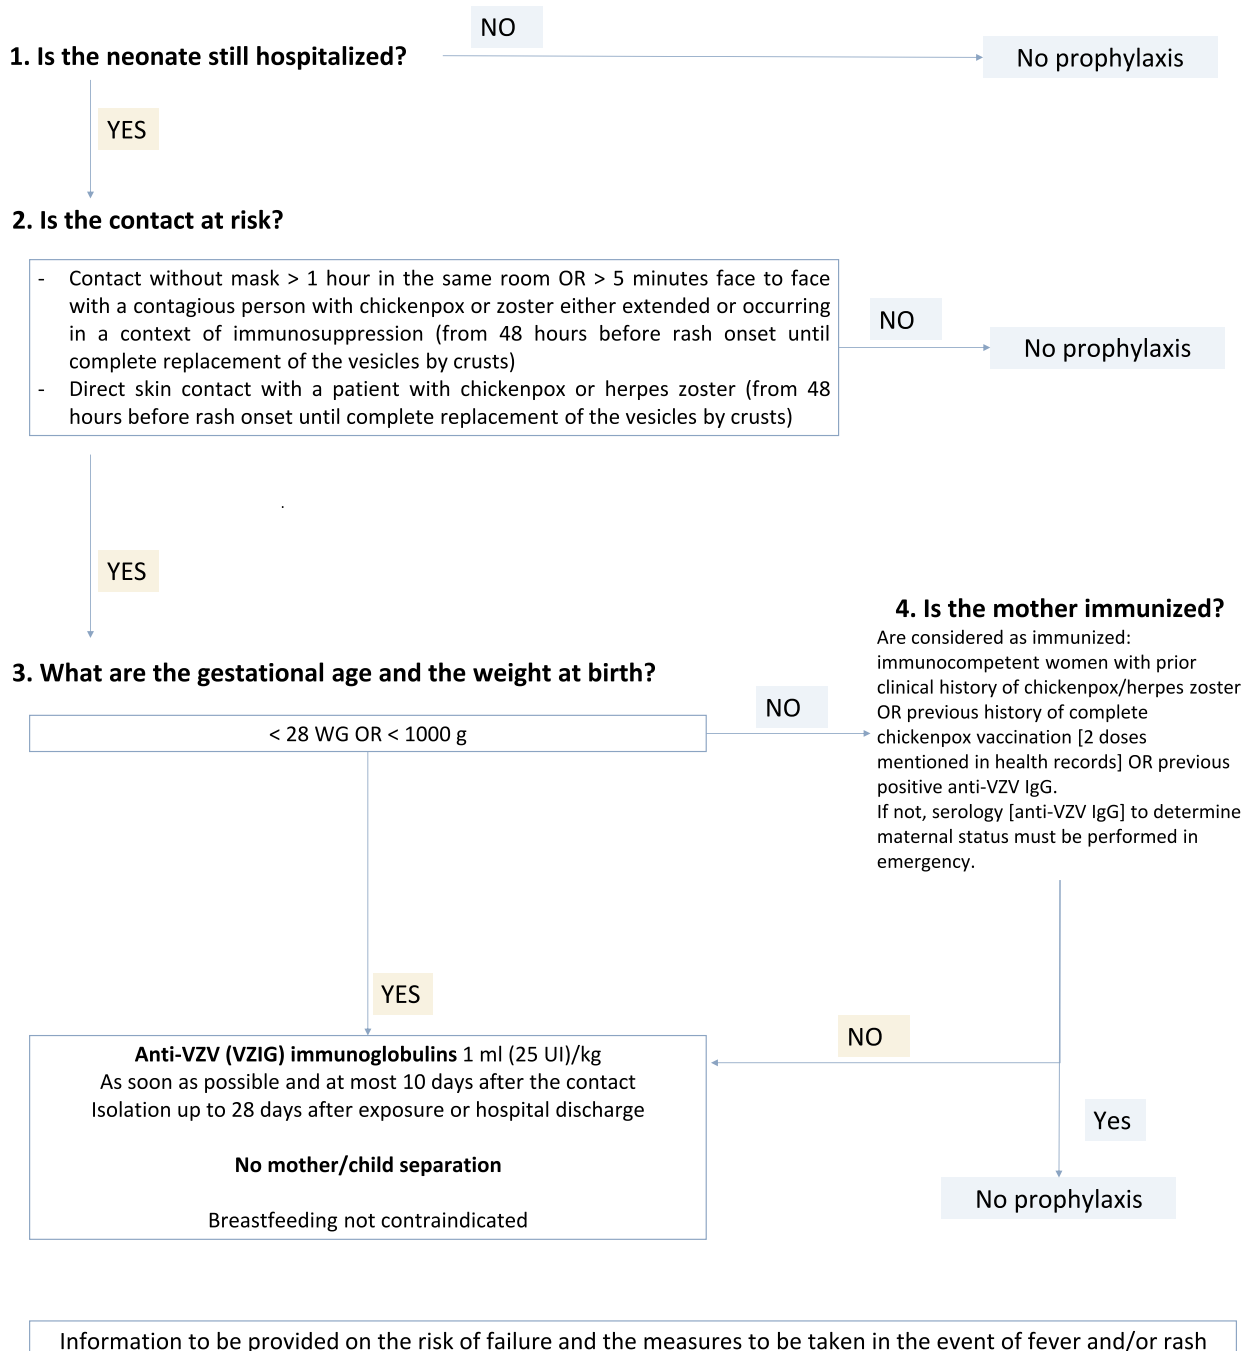 NO
1. Is the neonate still hospitalized?
No prophylaxis
YES
2. Is the contact at risk?
- Contact without mask > 1 hour in the same room OR > 5 minutes face to face
with a contagious person with chickenpox or zoster either extended or occurring
in a context of immunosuppression (from 48 hours before rash onset until
complete replacement of the vesicles by crusts)
- Direct skin contact with a patient with chickenpox or herpes zoster (from 48
hours before rash onset until complete replacement of the vesicles by crusts)
NO
No prophylaxis
YES
3. What are the gestational age and the weight at birth?
< 28 WG OR < 1000 g
NO
4. Is the mother immunized?
Are considered as immunized:
immunocompetent women with prior
clinical history of chickenpox/herpes zoster
OR previous history of complete
chickenpox vaccination [2 doses
mentioned in health records] OR previous
positive anti-VZV IgG.
If not, serology [anti-VZV IgG] to determine
maternal status must be performed in
emergency.
YES
NO
Anti-VZV (VZIG) immunoglobulins 1 ml (25 UI)/kg
As soon as possible and at most 10 days after the contact
Isolation up to 28 days after exposure or hospital discharge
No mother/child separation
Breastfeeding not contraindicated
Yes
No prophylaxis
Information to be provided on the risk of failure and the measures to be taken in the event of fever and/or rash